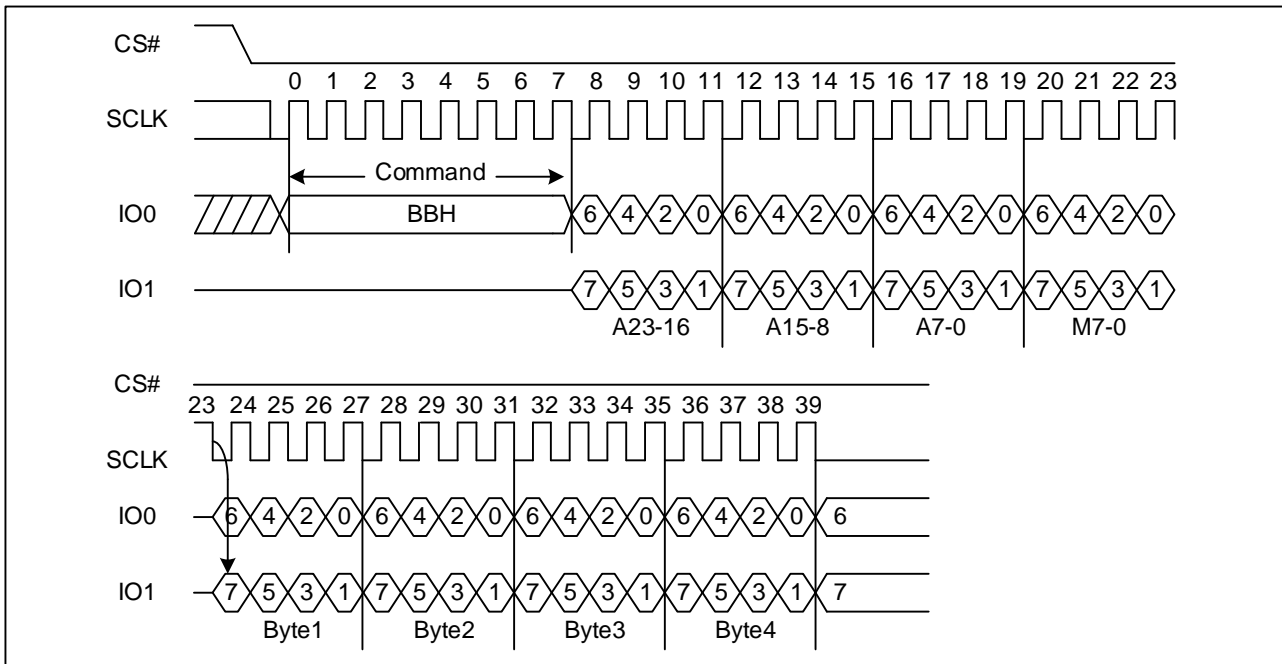 CS#
0 1 2 3 4 5 6 7 8 9 10 11 12 13 14 15 16 17 18 19 20 21 22 23
SCLK
Command
IO0 BBH 6 4 2 0 6 4 2 0 6 4 2 0 6 4 2 0
IO1 7 5 3 1 7 5 3 1 7 5 3 1 7 5 3 1
A23-16 A15-8 A7-0 M7-0
CS#
23 24 25 26 27 28 29 30 31 32 33 34 35 36 37 38 39
SCLK
IO0 6 4 2 0 6 4 2 0 6 4 2 0 6 4 2 0 6
IO1 7 5 3 1 7 5 3 1 7 5 3 1 7 5 3 1 7
Byte1 Byte2 Byte3 Byte4